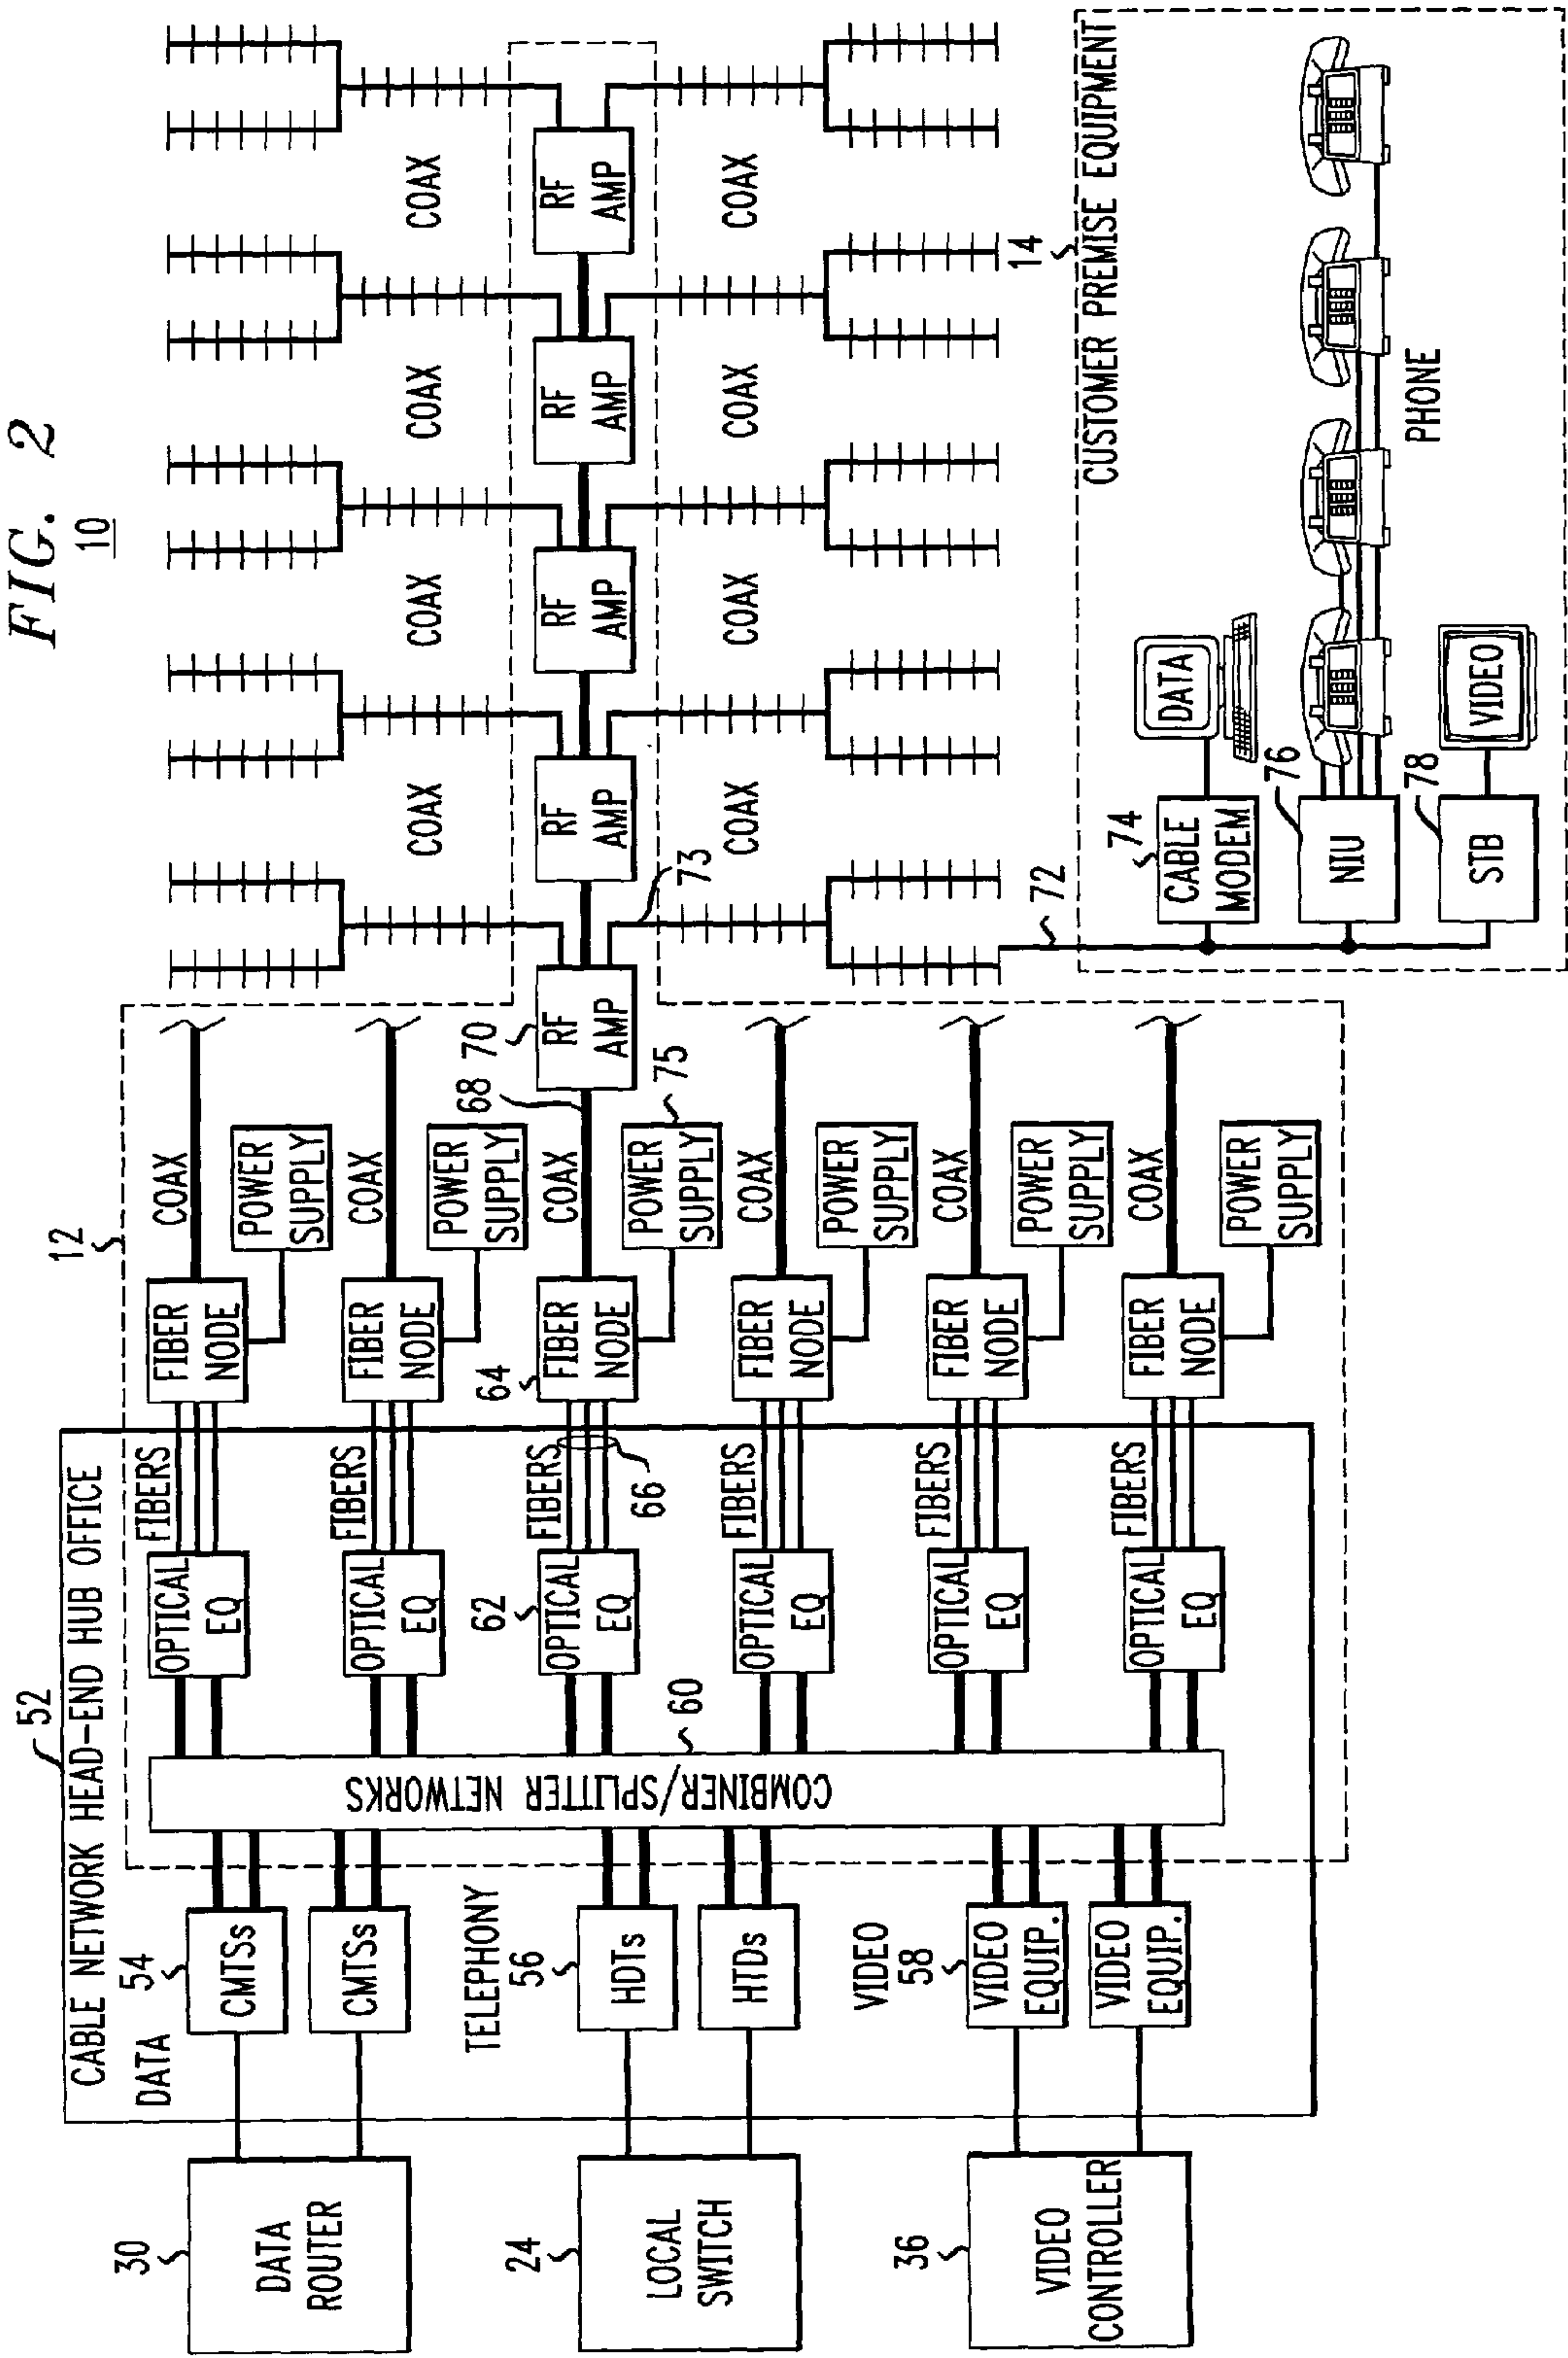 FIG. 2
10
52
CABLE NETWORK HEAD-END HUB OFFICE
12
30
DATA
ROUTER
24
LOCAL
SWITCH
36
VIDEO
CONTROLLER
DATA
54
CMTSs
CMTSs
TELEPHONY
56
HDTs
HTDs
VIDEO
58
VIDEO
EQUIP.
VIDEO
EQUIP.
COMBINER/SPLITTER NETWORKS
60
OPTICAL
EQ
OPTICAL
EQ
62
OPTICAL
EQ
OPTICAL
EQ
OPTICAL
EQ
OPTICAL
EQ
FIBERS
FIBERS
FIBERS
66
FIBERS
FIBERS
FIBERS
FIBER
NODE
FIBER
NODE
64
FIBER
NODE
FIBER
NODE
FIBER
NODE
FIBER
NODE
COAX
POWER
SUPPLY
COAX
POWER
SUPPLY
68
COAX
POWER
SUPPLY
75
COAX
POWER
SUPPLY
COAX
POWER
SUPPLY
COAX
POWER
SUPPLY
70
RF
AMP
RF
AMP
RF
AMP
RF
AMP
RF
AMP
COAX
COAX
COAX
COAX
73
COAX
COAX
COAX
COAX
72
14
CUSTOMER PREMISE EQUIPMENT
74
CABLE
MODEM
DATA
76
NIU
PHONE
78
STB
VIDEO